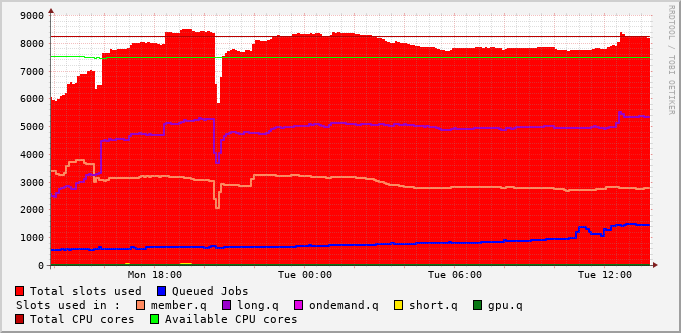 9000
8000
7000
6000
5000
4000
3000
2000
1000
0
Mon 18:00 Tue 00:00 Tue 06:00 Tue 12:00
RRDTOOL / TOBI OETIKER
Total slots used Queued Jobs
Slots used in : member.q long.q ondemand.q short.q gpu.q
Total CPU cores Available CPU cores